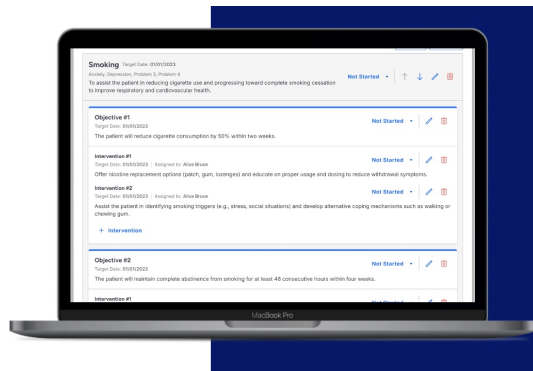 Smoking Target Date: 01/01/2023
Anxiety, Depression, Problem 3, Problem 4
To assist the patient in reducing cigarette use and progressing toward complete smoking cessation
to improve respiratory and cardiovascular health.
Not Started
Objective #1
Target Date: 01/01/2023
Not Started
The patient will reduce cigarette consumption by 50% within two weeks.
Intervention #1
Target Date: 01/01/2023 | Assigned to: Alice Bruce
Not Started
Offer nicotine replacement options (patch, gum, lozenges) and educate on proper usage and dosing to reduce withdrawal symptoms.
Intervention #2
Target Date: 01/01/2023 | Assigned to: Alice Bruce
Not Started
Assist the patient in identifying smoking triggers (e.g., stress, social situations) and develop alternative coping mechanisms such as walking or
chewing gum.
+ Intervention
Objective #2
Target Date: 01/01/2023
Not Started
The patient will maintain complete abstinence from smoking for at least 48 consecutive hours within four weeks.
Intervention #1
Not Started
MacBook Pro